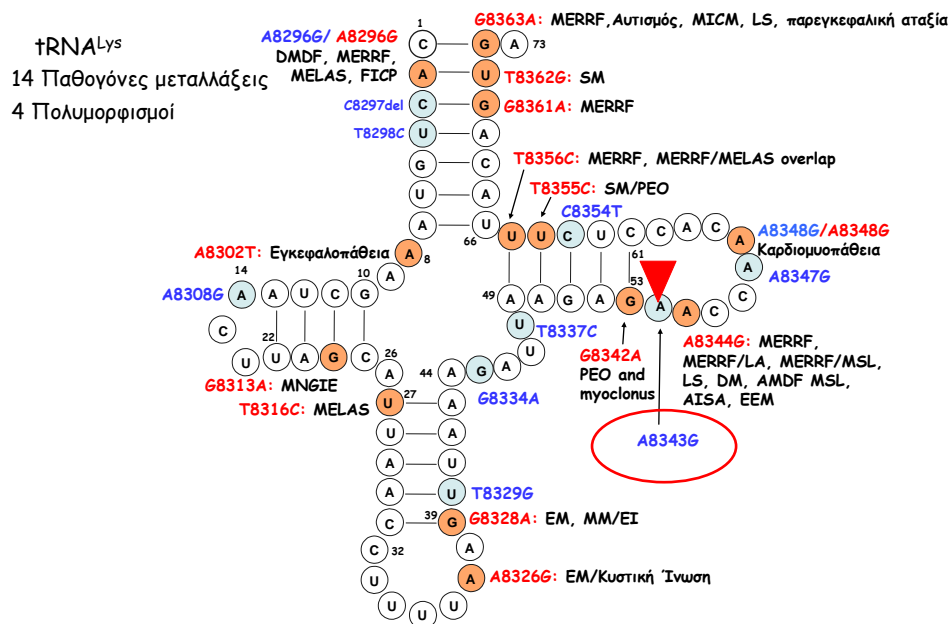 tRNA^Lys
14 Παθογόνες μεταλλάξεις
4 Πολυμορφισμοί
G8363A: MERRF,Αυτισμός, MICM, LS, παρεγκεφαλική αταξία
A8296G/ A8296G
DMDF, MERRF,
MELAS, FICP
1
C G A 73
A U
T8362G: SM
C8297del
C G
G8361A: MERRF
T8298C
U A
G C
U A
A U
66
T8356C: MERRF, MERRF/MELAS overlap
T8355C: SM/PEO
C8354T
U U C U C C A C A
61
A8348G/A8348G
Καρδιομυοπάθεια
A
A8347G
C
C
A8302T: Εγκεφαλοπάθεια
A 8
A
14
10
A8308G
A A U C G
C
U
22
U U A G C
26
A
49
53
A A G A G A A
U
T8337C
U
A
G
G8334A
44
A
G8342A
PEO and
myoclonus
A8344G: MERRF,
MERRF/LA, MERRF/MSL,
LS, DM, AMDF MSL,
AISA, EEM
A8343G
G8313A: MNGIE
T8316C: MELAS
U 27 A
U A
A U
A U
T8329G
C 39 G
G8328A: EM, MM/EI
C 32
A
U
A
A8326G: EM/Κυστική Ίνωση
U U U U